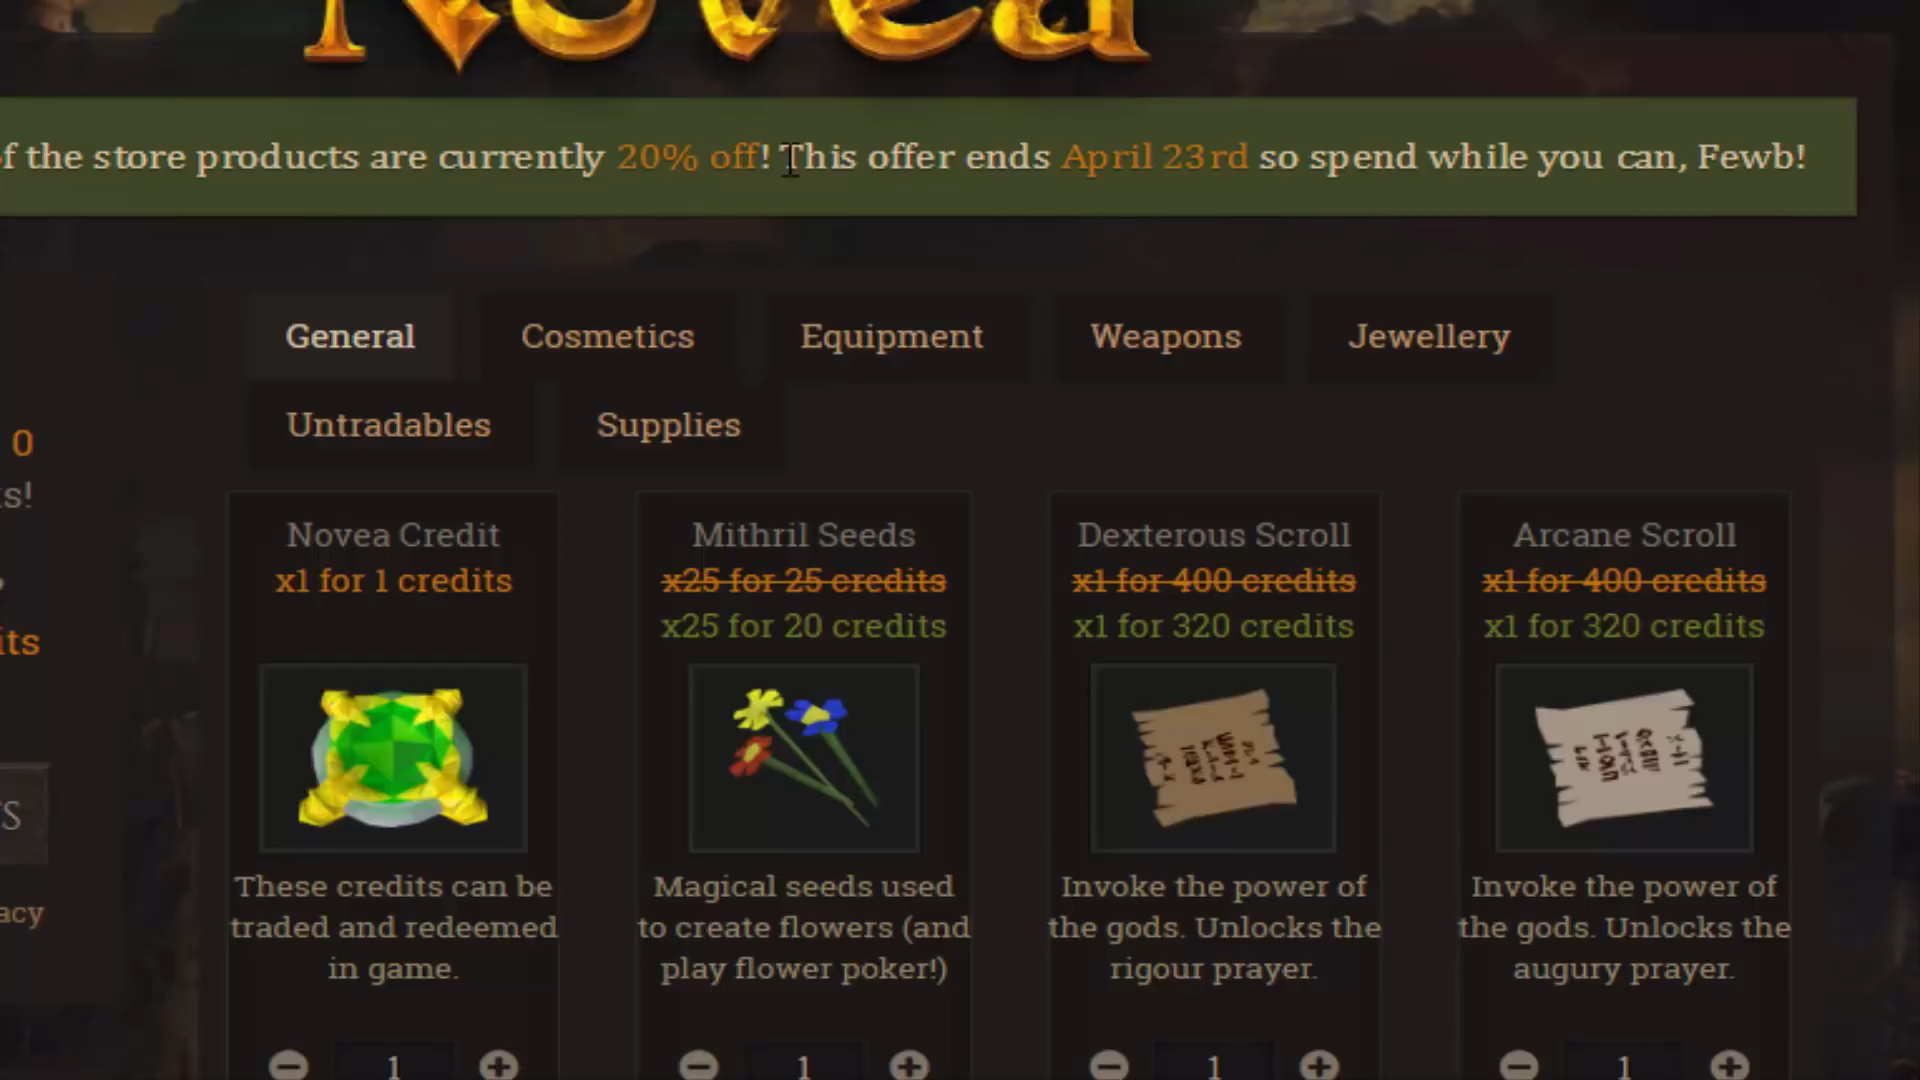 Novea
of the store products are currently 20% off! This offer ends April 23rd so spend while you can, Fewb!
General
Cosmetics
Equipment
Weapons
Jewellery
Untradables
Supplies
0
Novea Credit
x1 for 1 credits
These credits can be
traded and redeemed
in game.
1
Mithril Seeds
x25 for 25 credits
x25 for 20 credits
Magical seeds used
to create flowers (and
play flower poker!)
1
Dexterous Scroll
x1 for 400 credits
x1 for 320 credits
Invoke the power of
the gods. Unlocks the
rigour prayer.
1
Arcane Scroll
x1 for 400 credits
x1 for 320 credits
Invoke the power of
the gods. Unlocks the
augury prayer.
1